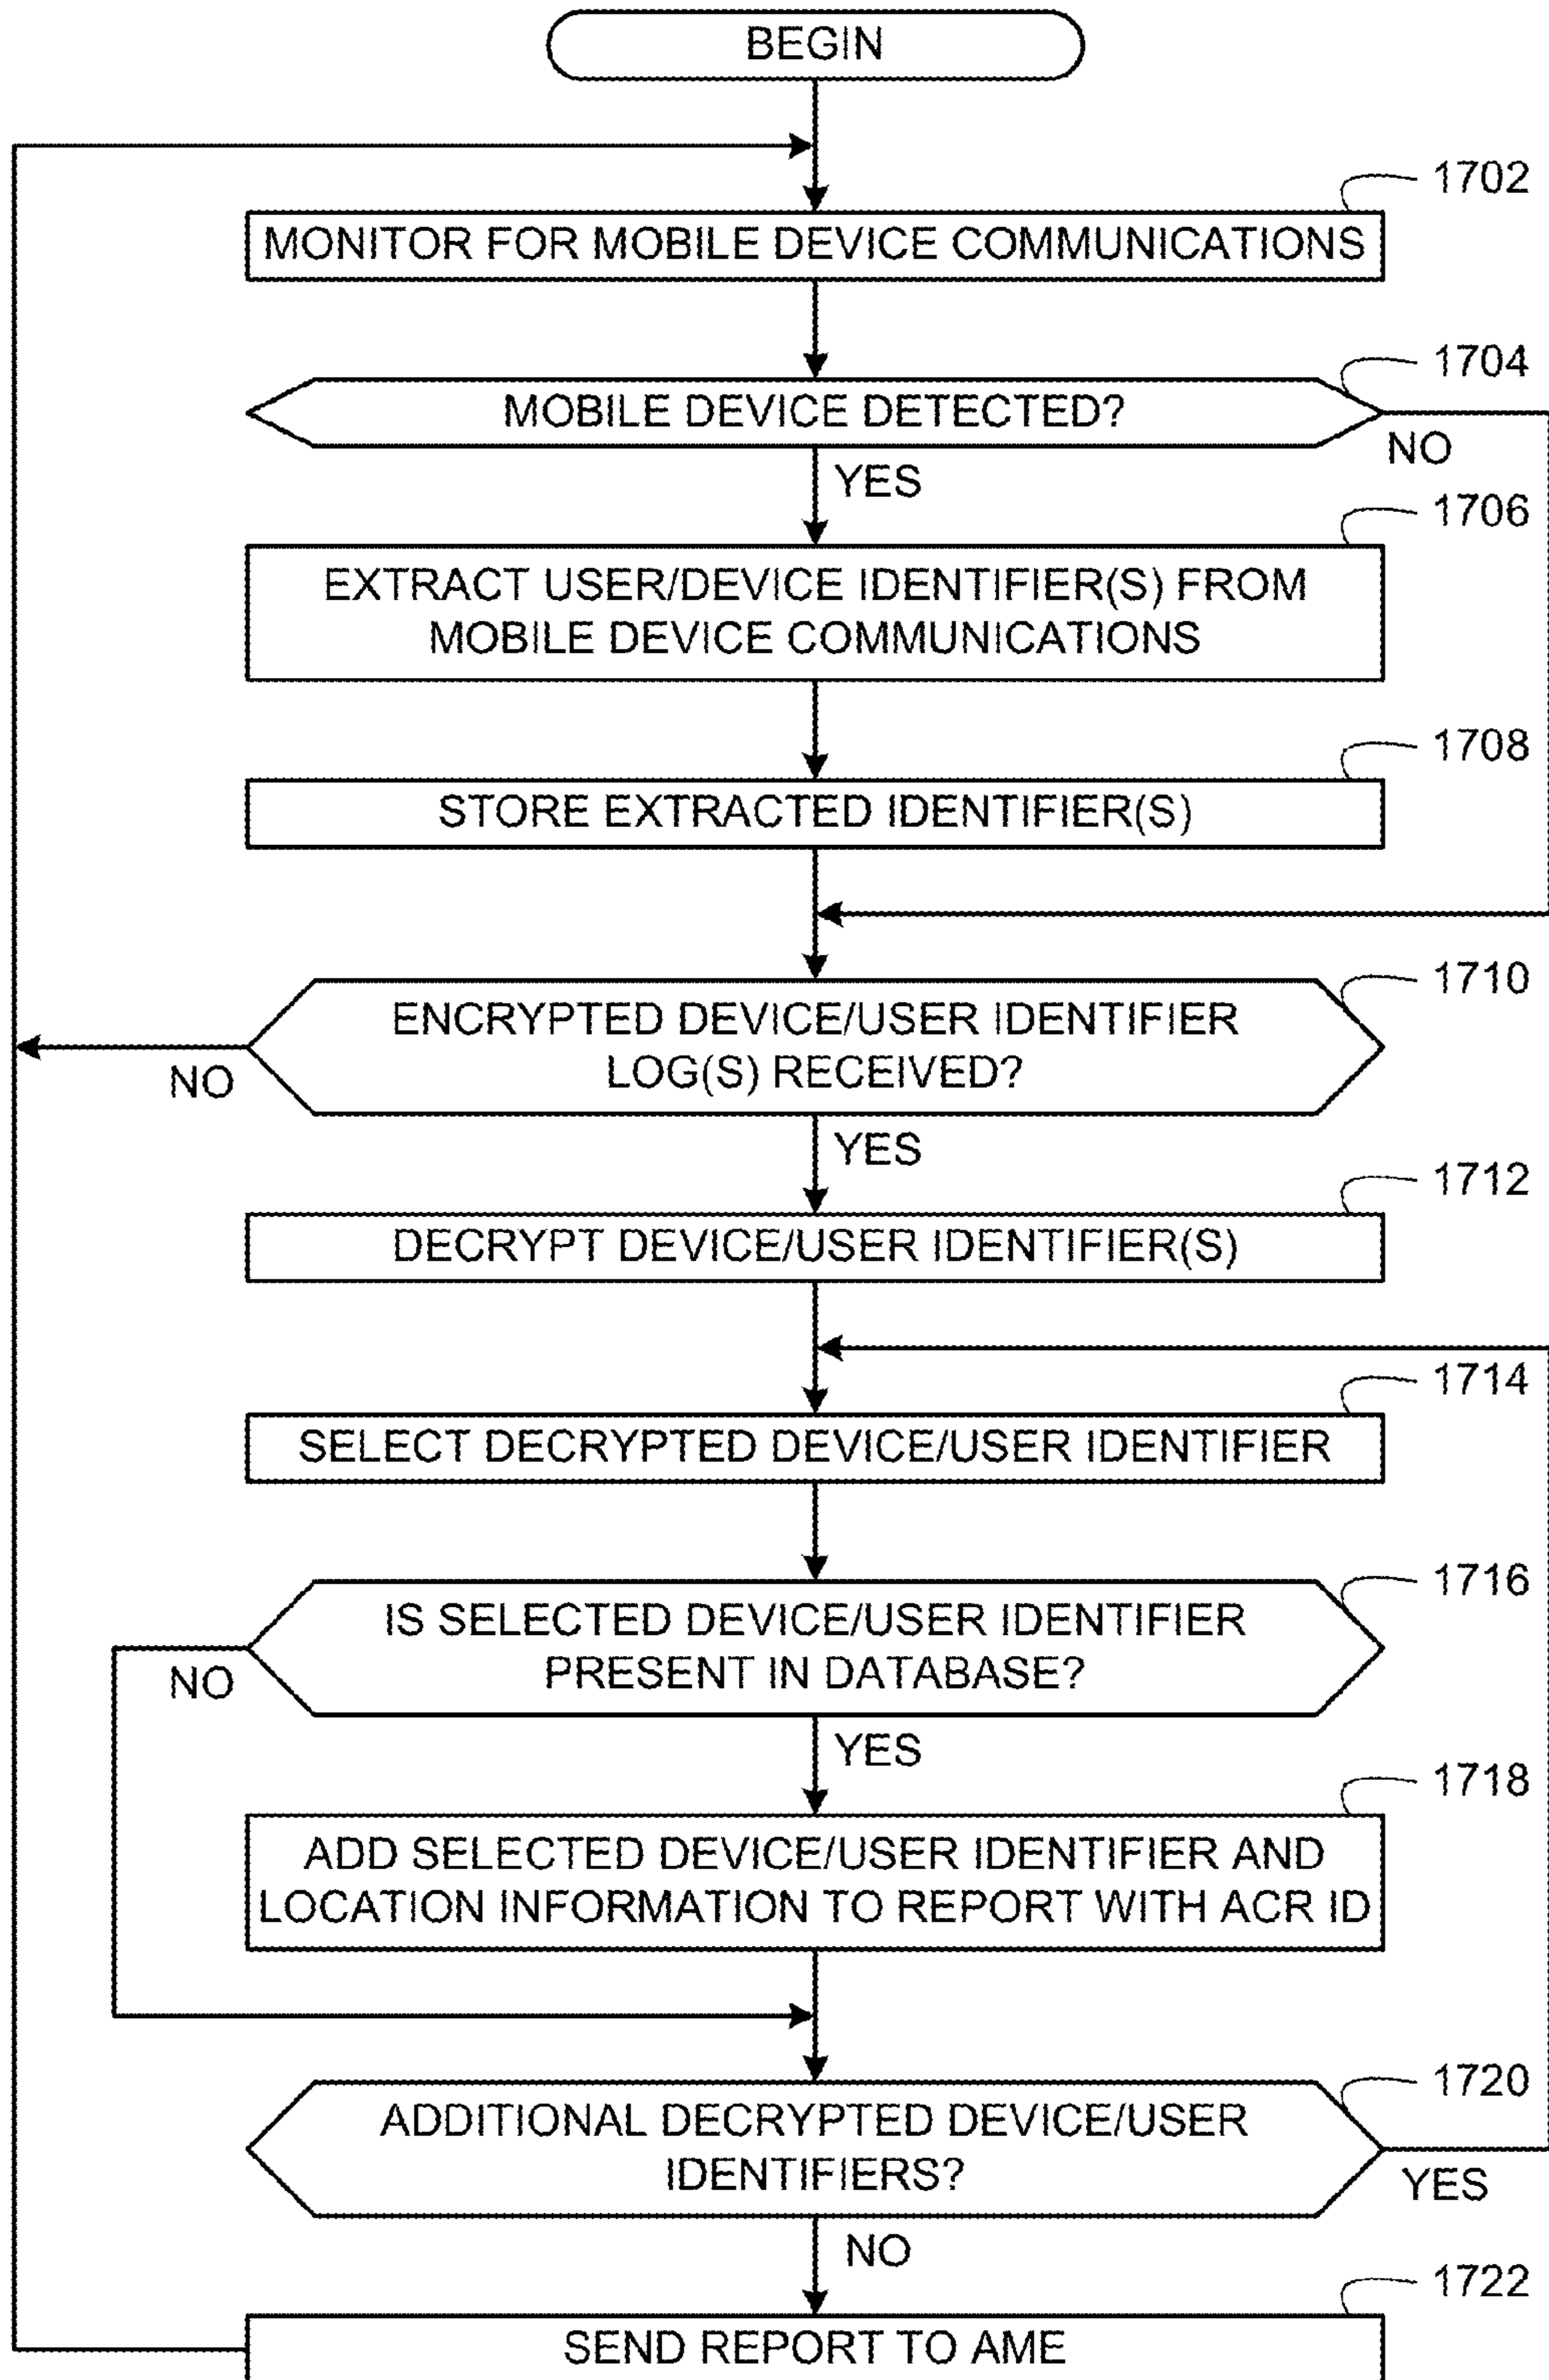 BEGIN
1702
MONITOR FOR MOBILE DEVICE COMMUNICATIONS
1704
MOBILE DEVICE DETECTED?
NO
YES
1706
EXTRACT USER/DEVICE IDENTIFIER(S) FROM
MOBILE DEVICE COMMUNICATIONS
1708
STORE EXTRACTED IDENTIFIER(S)
1710
ENCRYPTED DEVICE/USER IDENTIFIER
LOG(S) RECEIVED?
NO
YES
1712
DECRYPT DEVICE/USER IDENTIFIER(S)
1714
SELECT DECRYPTED DEVICE/USER IDENTIFIER
1716
IS SELECTED DEVICE/USER IDENTIFIER
PRESENT IN DATABASE?
NO
YES
1718
ADD SELECTED DEVICE/USER IDENTIFIER AND
LOCATION INFORMATION TO REPORT WITH ACR ID
1720
ADDITIONAL DECRYPTED DEVICE/USER
IDENTIFIERS?
YES
NO
1722
SEND REPORT TO AME